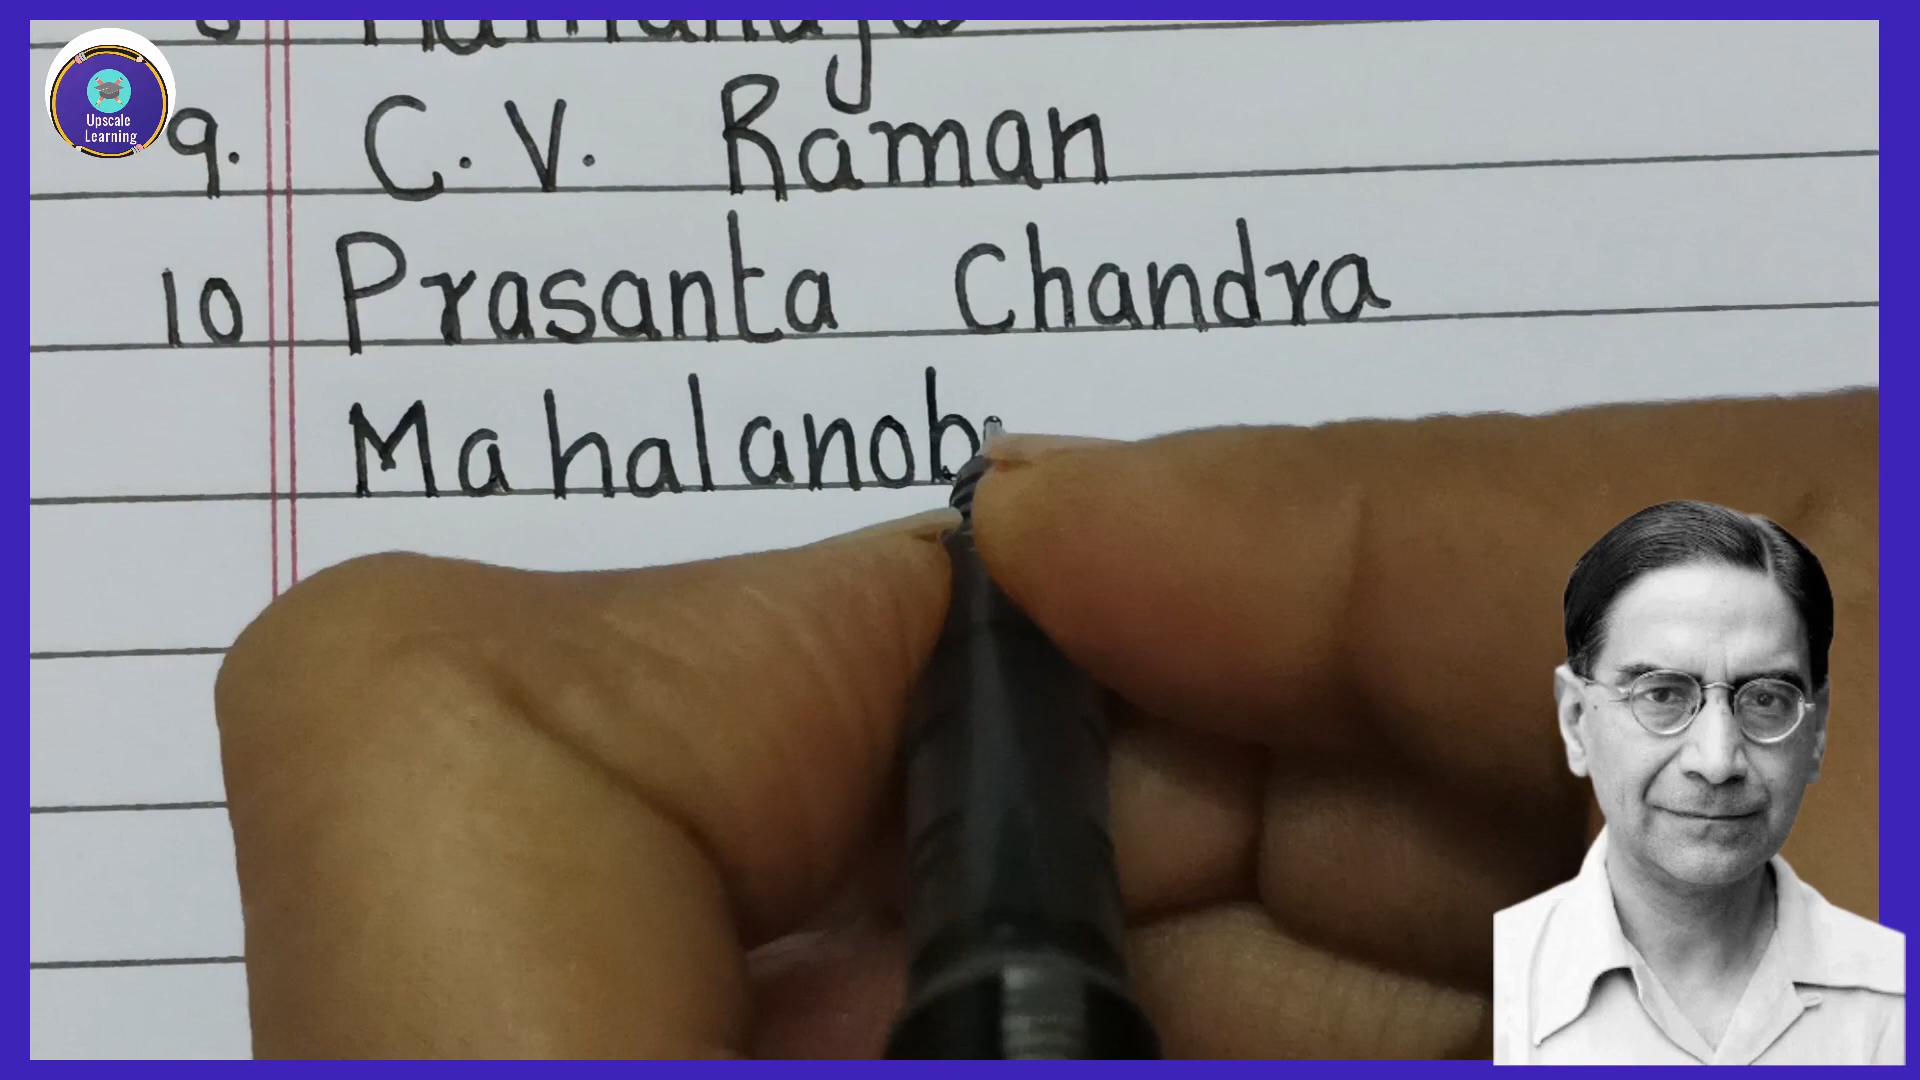 Upscale
Learning
9. C. V. Raman
10 Prasanta Chandra
Mahalanob